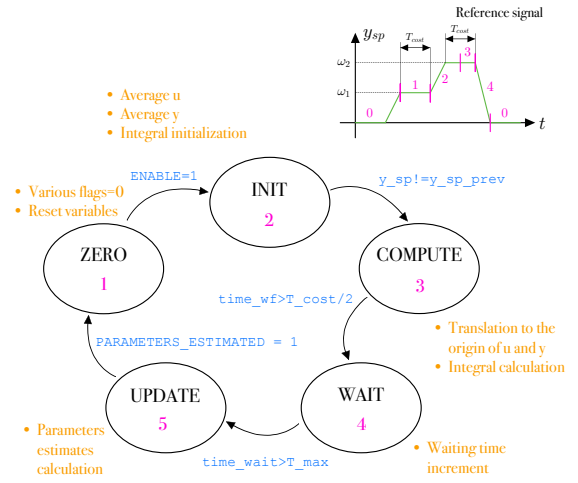 Reference signal
y_sp
T_cost
T_cost
ω₂
ω₁
0
1
2
3
4
0
t
• Average u
• Average y
• Integral initialization
ENABLE=1
INIT
2
y_sp!=y_sp_prev
• Various flags=0
• Reset variables
ZERO
1
COMPUTE
3
time_wf>T_cost/2
• Translation to the
origin of u and y
• Integral calculation
PARAMETERS_ESTIMATED = 1
UPDATE
5
WAIT
4
• Parameters
estimates
calculation
time_wait>T_max
• Waiting time
increment